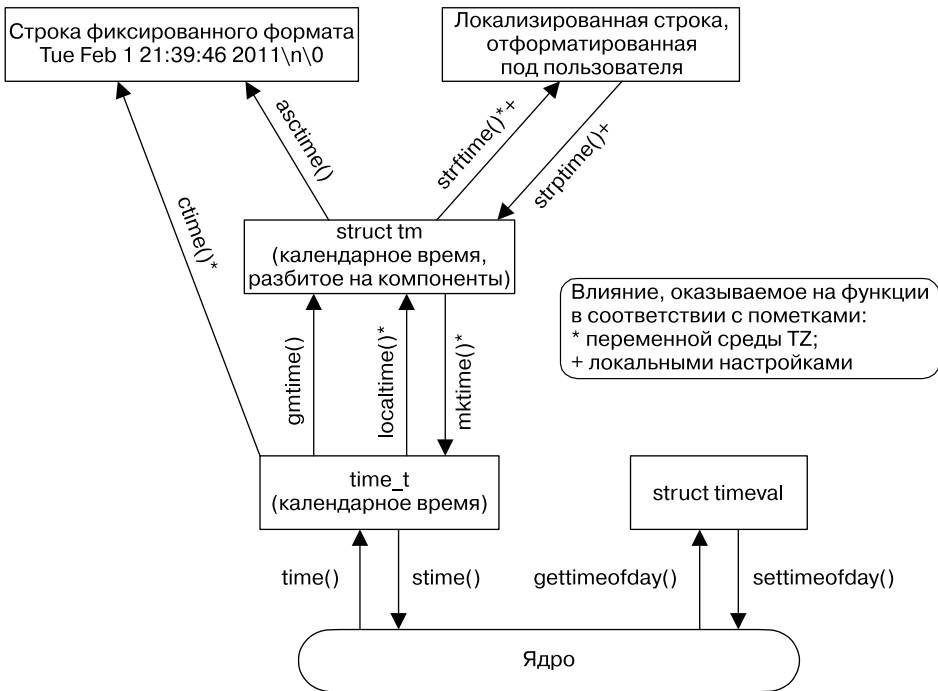 Строка фиксированного формата
Tue Feb 1 21:39:46 2011\n\0
Локализированная строка,
отформатированная
под пользователя
asctime()
strftime()*+
strptime()+
ctime()*
struct tm
(календарное время,
разбитое на компоненты)
Влияние, оказываемое на функции
в соответствии с пометками:
* переменной среды TZ;
+ локальными настройками
gmtime()
localtime()*
mktime()*
time_t
(календарное время)
struct timeval
time()
stime()
gettimeofday()
settimeofday()
Ядро